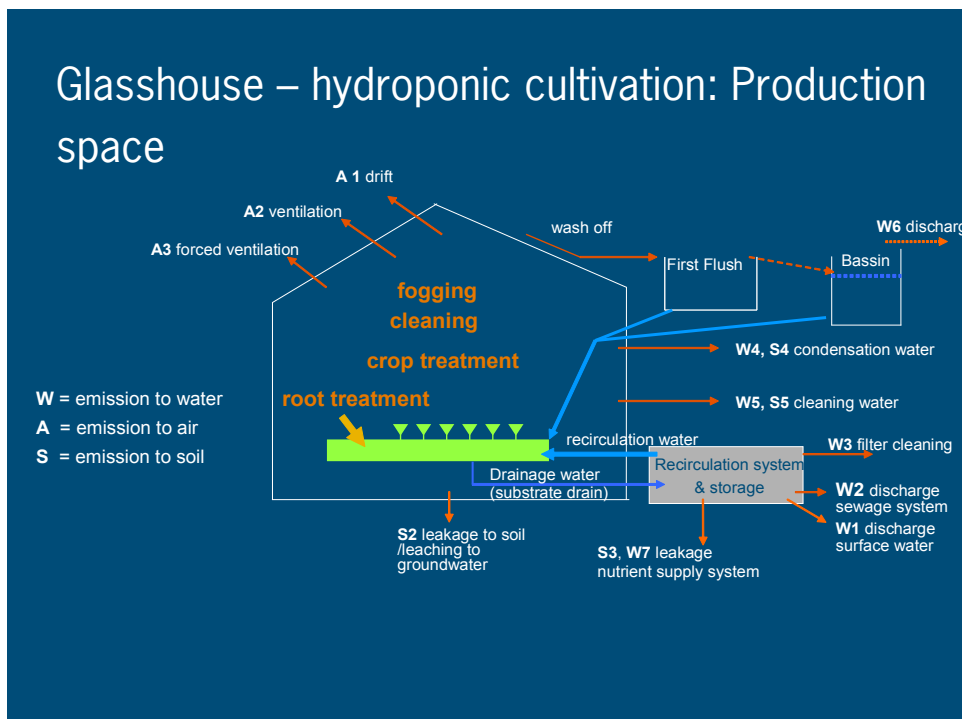 Glasshouse – hydroponic cultivation: Production
space
A 1 drift
A2 ventilation
A3 forced ventilation
wash off
First Flush
W6 discharg
Bassin
fogging
cleaning
crop treatment
root treatment
W = emission to water
A = emission to air
S = emission to soil
W4, S4 condensation water
W5, S5 cleaning water
recirculation water
W3 filter cleaning
Drainage water
(substrate drain)
Recirculation system
& storage
W2 discharge
sewage system
W1 discharge
surface water
S2 leakage to soil
/leaching to
groundwater
S3, W7 leakage
nutrient supply system